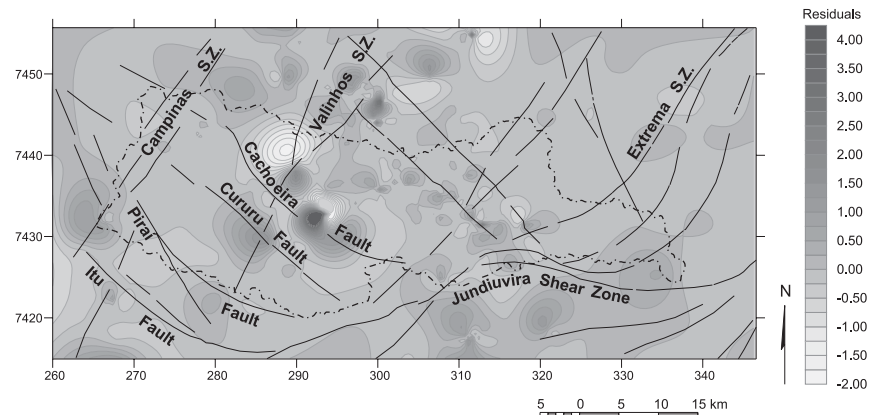 Residuals
4.00
3.50
3.00
2.50
2.00
1.50
1.00
0.50
0.00
-0.50
-1.00
-1.50
-2.00
7450
7440
7430
7420
260
270
280
290
300
310
320
330
340
Campinas S.Z.
Valinhos S.Z.
Extrema S.Z.
Cachoeira Fault
Cururu Fault
Piraí Fault
Itu Fault
Jundiuvira Shear Zone
N
5 0 5 10 15 km